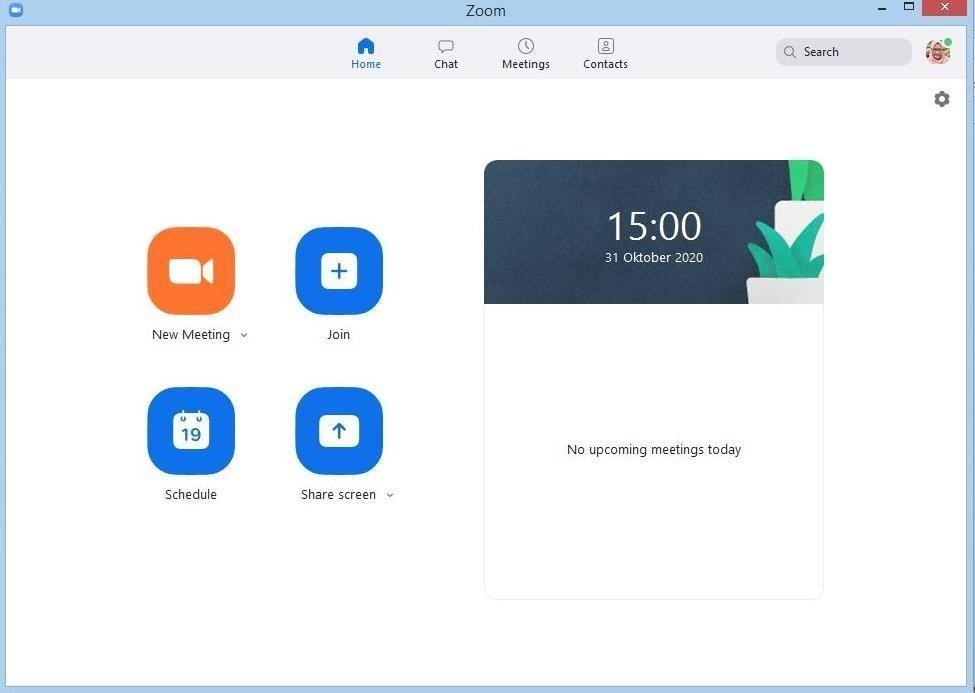 Zoom
Home
Chat
Meetings
Contacts
Search
15:00
31 Oktober 2020
New Meeting
Join
19
Schedule
Share screen
No upcoming meetings today